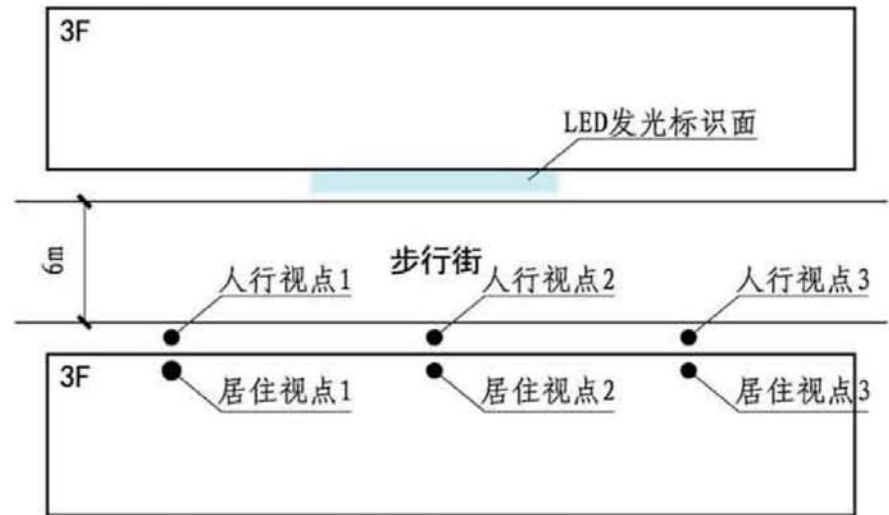 3F
LED发光标识面
6m
步行街
人行视点1
人行视点2
人行视点3
3F
居住视点1
居住视点2
居住视点3